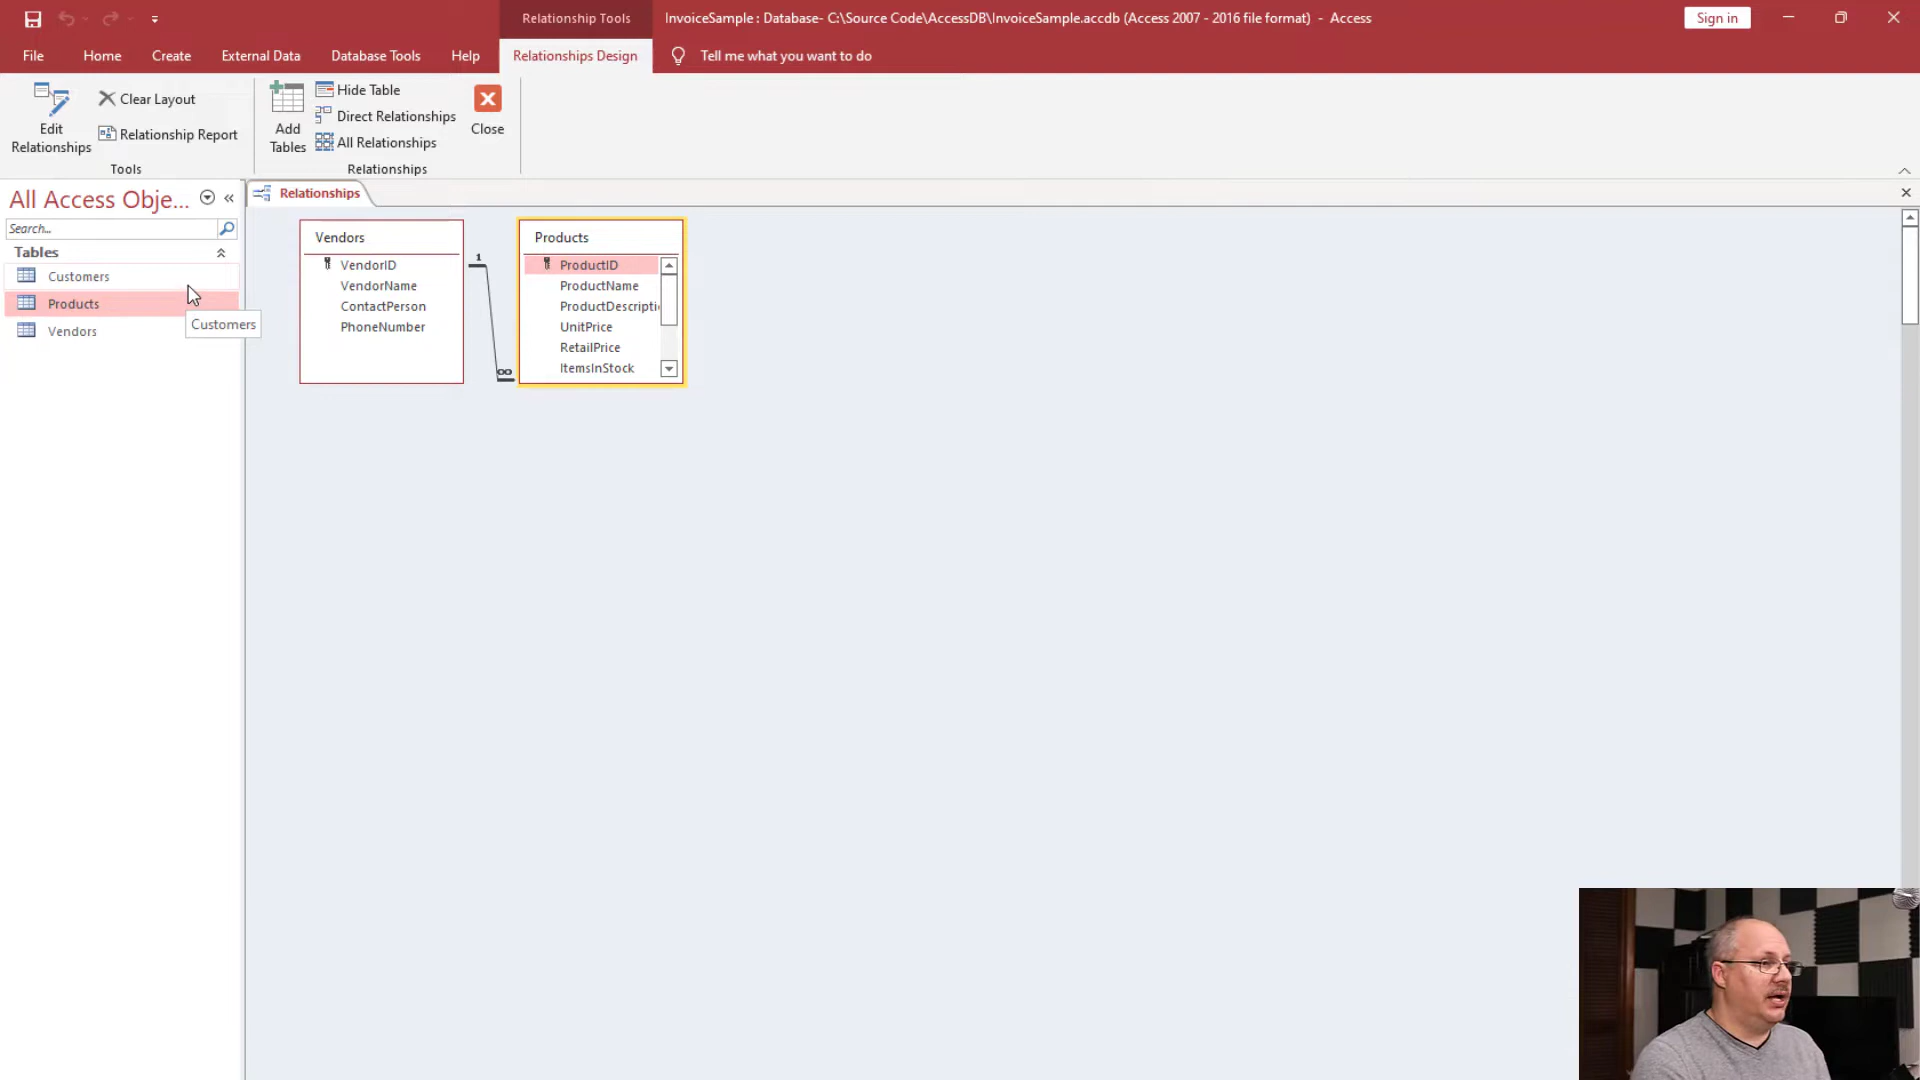 Relationship Tools
InvoiceSample : Database- C:\Source Code\AccessDB\InvoiceSample.accdb (Access 2007 - 2016 file format) - Access
Sign in
File
Home
Create
External Data
Database Tools
Help
Relationships Design
Tell me what you want to do
Edit
Relationships
Clear Layout
Relationship Report
Tools
Add
Tables
Hide Table
Direct Relationships
All Relationships
Close
Relationships
All Access Obje...
Search...
Tables
Customers
Products
Vendors
Customers
Relationships
Vendors
VendorID
VendorName
ContactPerson
PhoneNumber
1
∞
Products
ProductID
ProductName
ProductDescripti
UnitPrice
RetailPrice
ItemsInStock